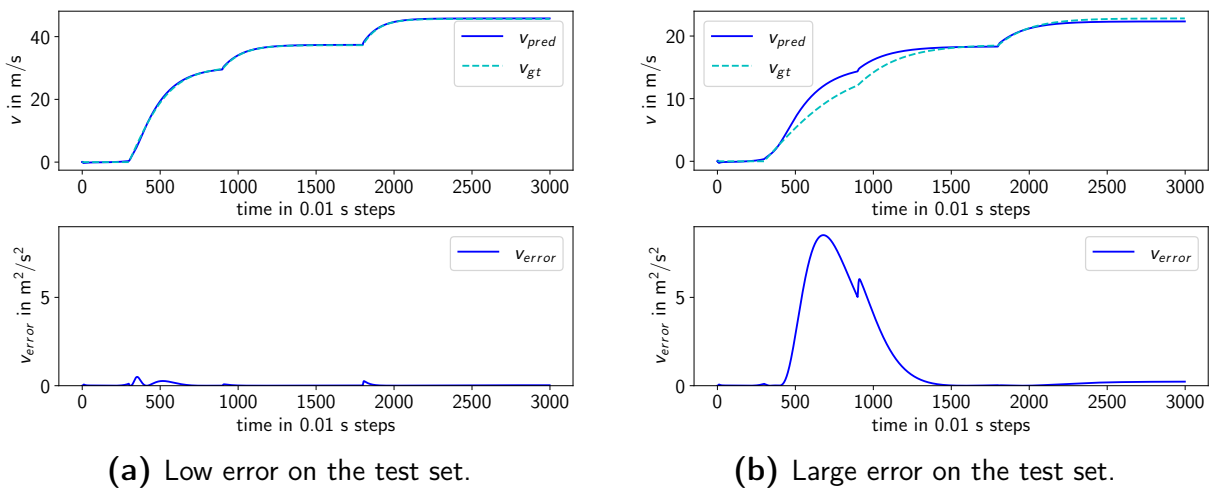 40
20
0
v in m/s
v_pred
v_gt
0 500 1000 1500 2000 2500 3000
time in 0.01 s steps
5
0
v_error in m²/s²
v_error
0 500 1000 1500 2000 2500 3000
time in 0.01 s steps
(a) Low error on the test set.
20
10
0
v in m/s
v_pred
v_gt
0 500 1000 1500 2000 2500 3000
time in 0.01 s steps
5
0
v_error in m²/s²
v_error
0 500 1000 1500 2000 2500 3000
time in 0.01 s steps
(b) Large error on the test set.